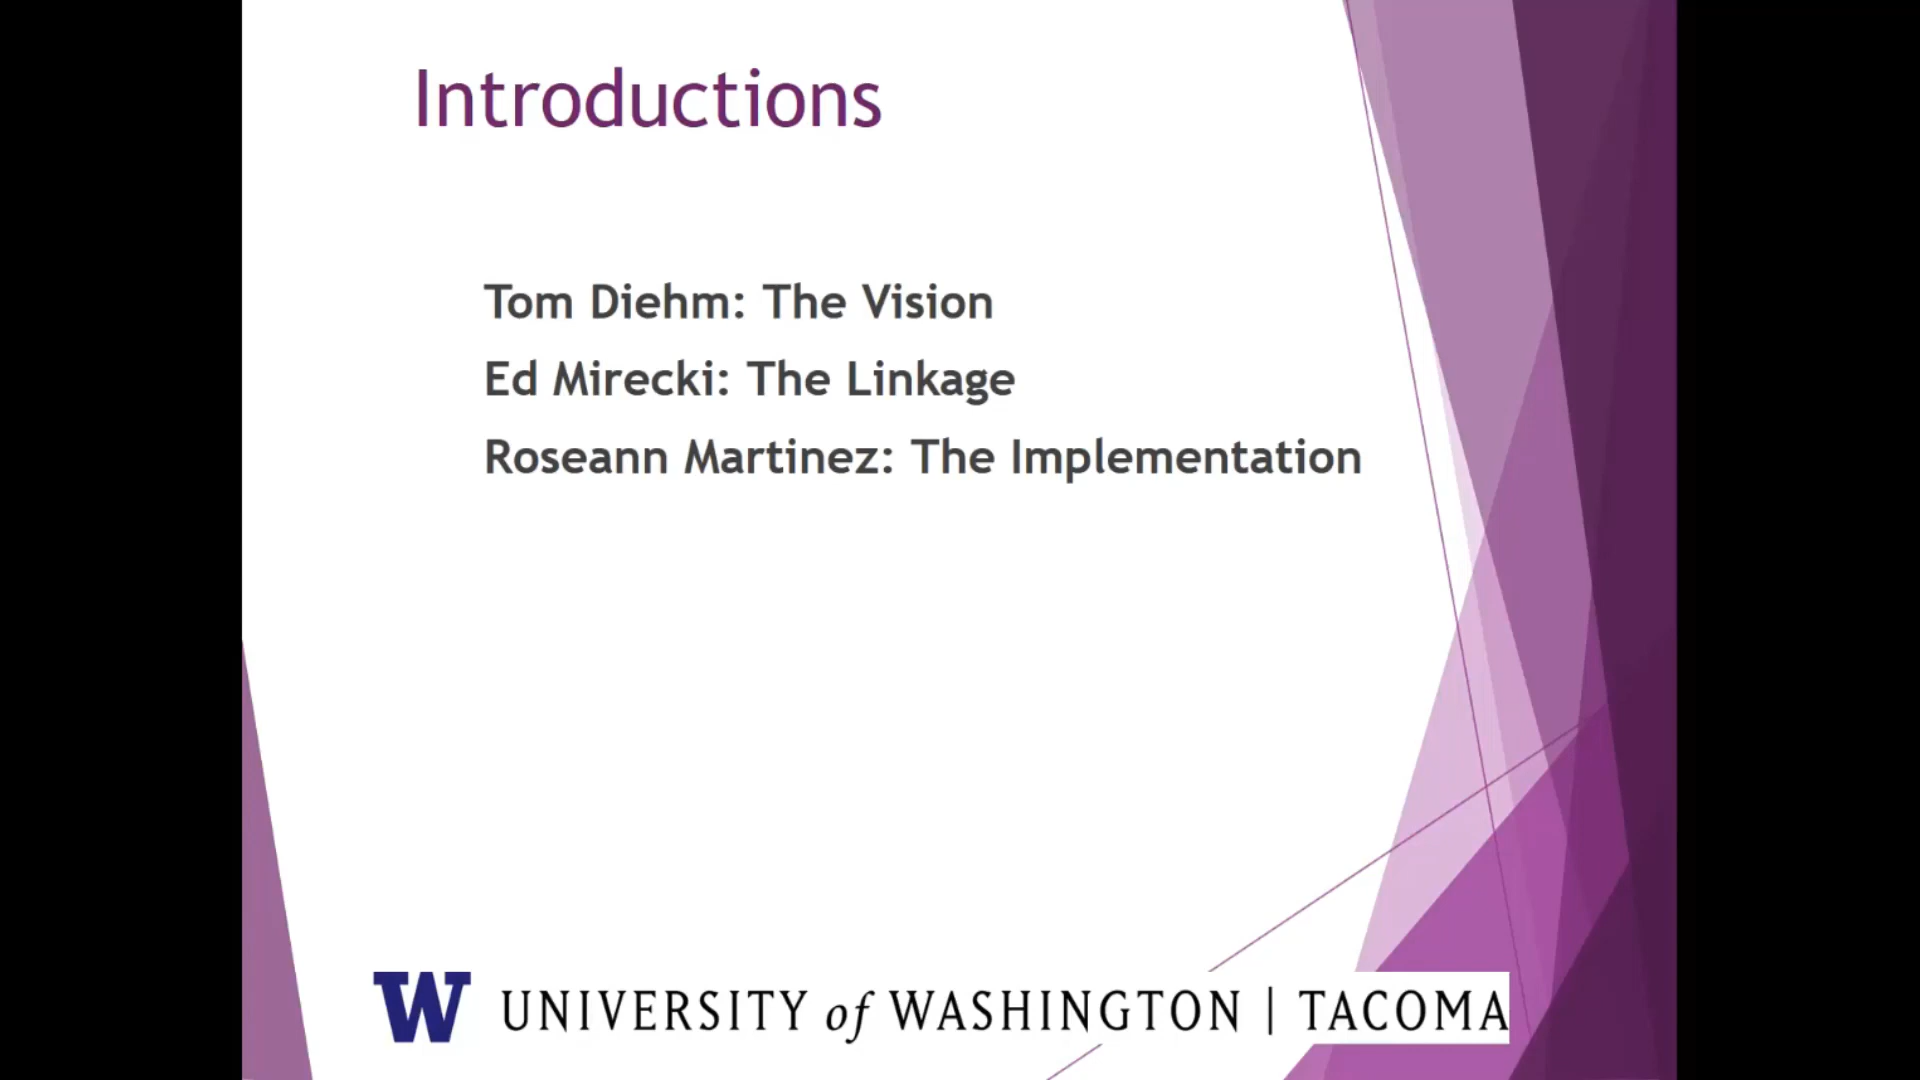 Introductions
Tom Diehm: The Vision
Ed Mirecki: The Linkage
Roseann Martinez: The Implementation
W UNIVERSITY of WASHINGTON | TACOMA